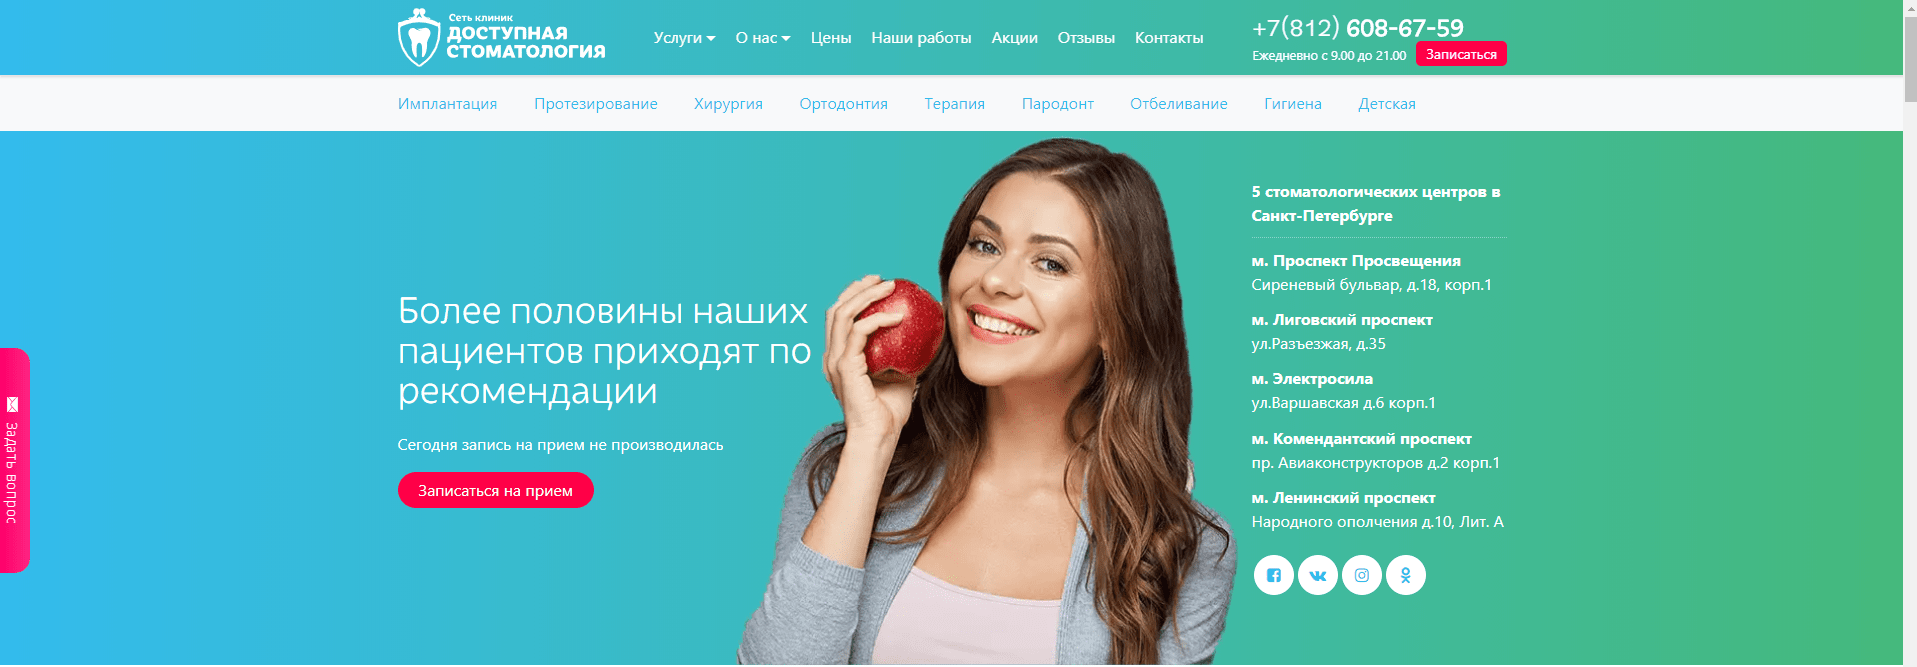 Сеть клиник
ДОСТУПНАЯ
СТОМАТОЛОГИЯ
Услуги О нас Цены Наши работы Акции Отзывы Контакты
+7(812) 608-67-59
Ежедневно с 9.00 до 21.00 Записаться
Имплантация Протезирование Хирургия Ортодонтия Терапия Пародонт Отбеливание Гигиена Детская
Более половины наших
пациентов приходят по
рекомендации
Сегодня запись на прием не производилась
Записаться на прием
5 стоматологических центров в
Санкт-Петербурге
м. Проспект Просвещения
Сиреневый бульвар, д.18, корп.1
м. Лиговский проспект
ул.Разъезжая, д.35
м. Электросила
ул.Варшавская д.6 корп.1
м. Комендантский проспект
пр. Авиаконструкторов д.2 корп.1
м. Ленинский проспект
Народного ополчения д.10, Лит. А
Задать вопрос